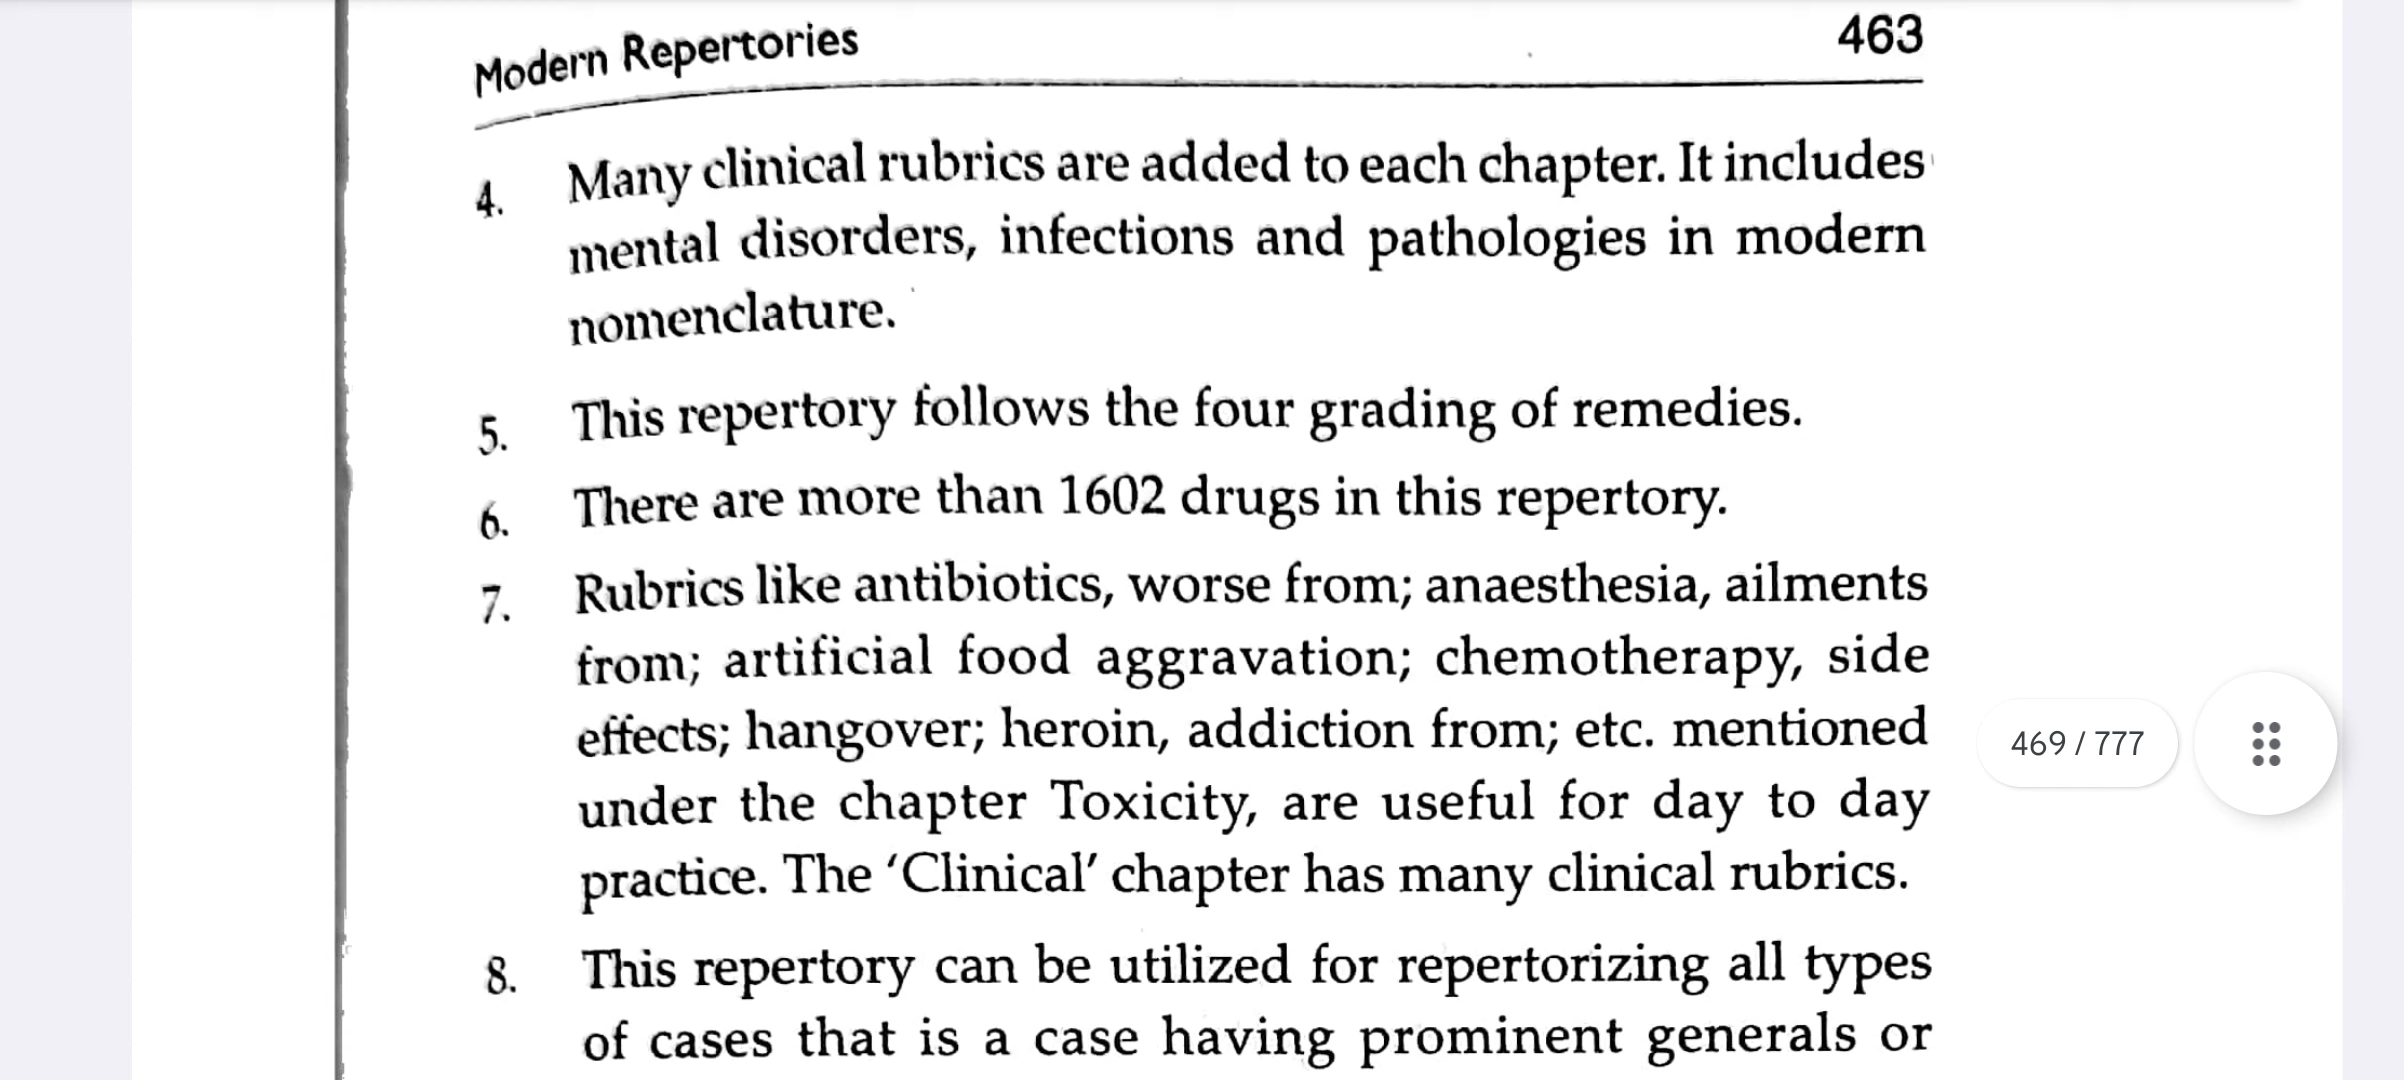 Modern Repertories
463
4. Many clinical rubrics are added to each chapter. It includes
mental disorders, infections and pathologies in modern
nomenclature.
5. This repertory follows the four grading of remedies.
6. There are more than 1602 drugs in this repertory.
7. Rubrics like antibiotics, worse from; anaesthesia, ailments
from; artificial food aggravation; chemotherapy, side
effects; hangover; heroin, addiction from; etc. mentioned
under the chapter Toxicity, are useful for day to day
practice. The ‘Clinical’ chapter has many clinical rubrics.
8. This repertory can be utilized for repertorizing all types
of cases that is a case having prominent generals or
469 / 777